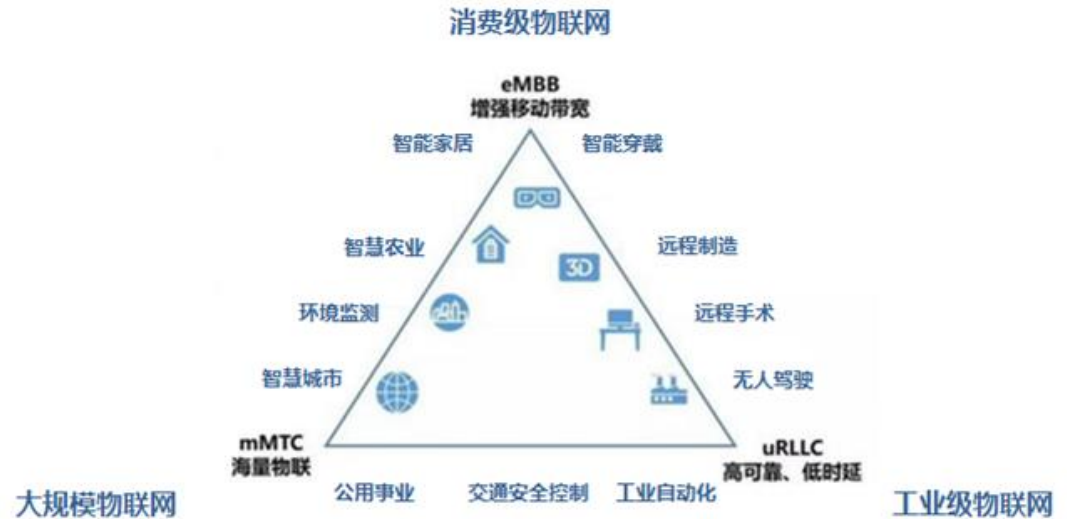 消费级物联网
eMBB
增强移动带宽
智能家居
智能穿戴
智慧农业
远程制造
3D
环境监测
远程手术
智慧城市
无人驾驶
mMTC
海量物联
uRLLC
高可靠、低时延
公用事业
交通安全控制
工业自动化
大规模物联网
工业级物联网